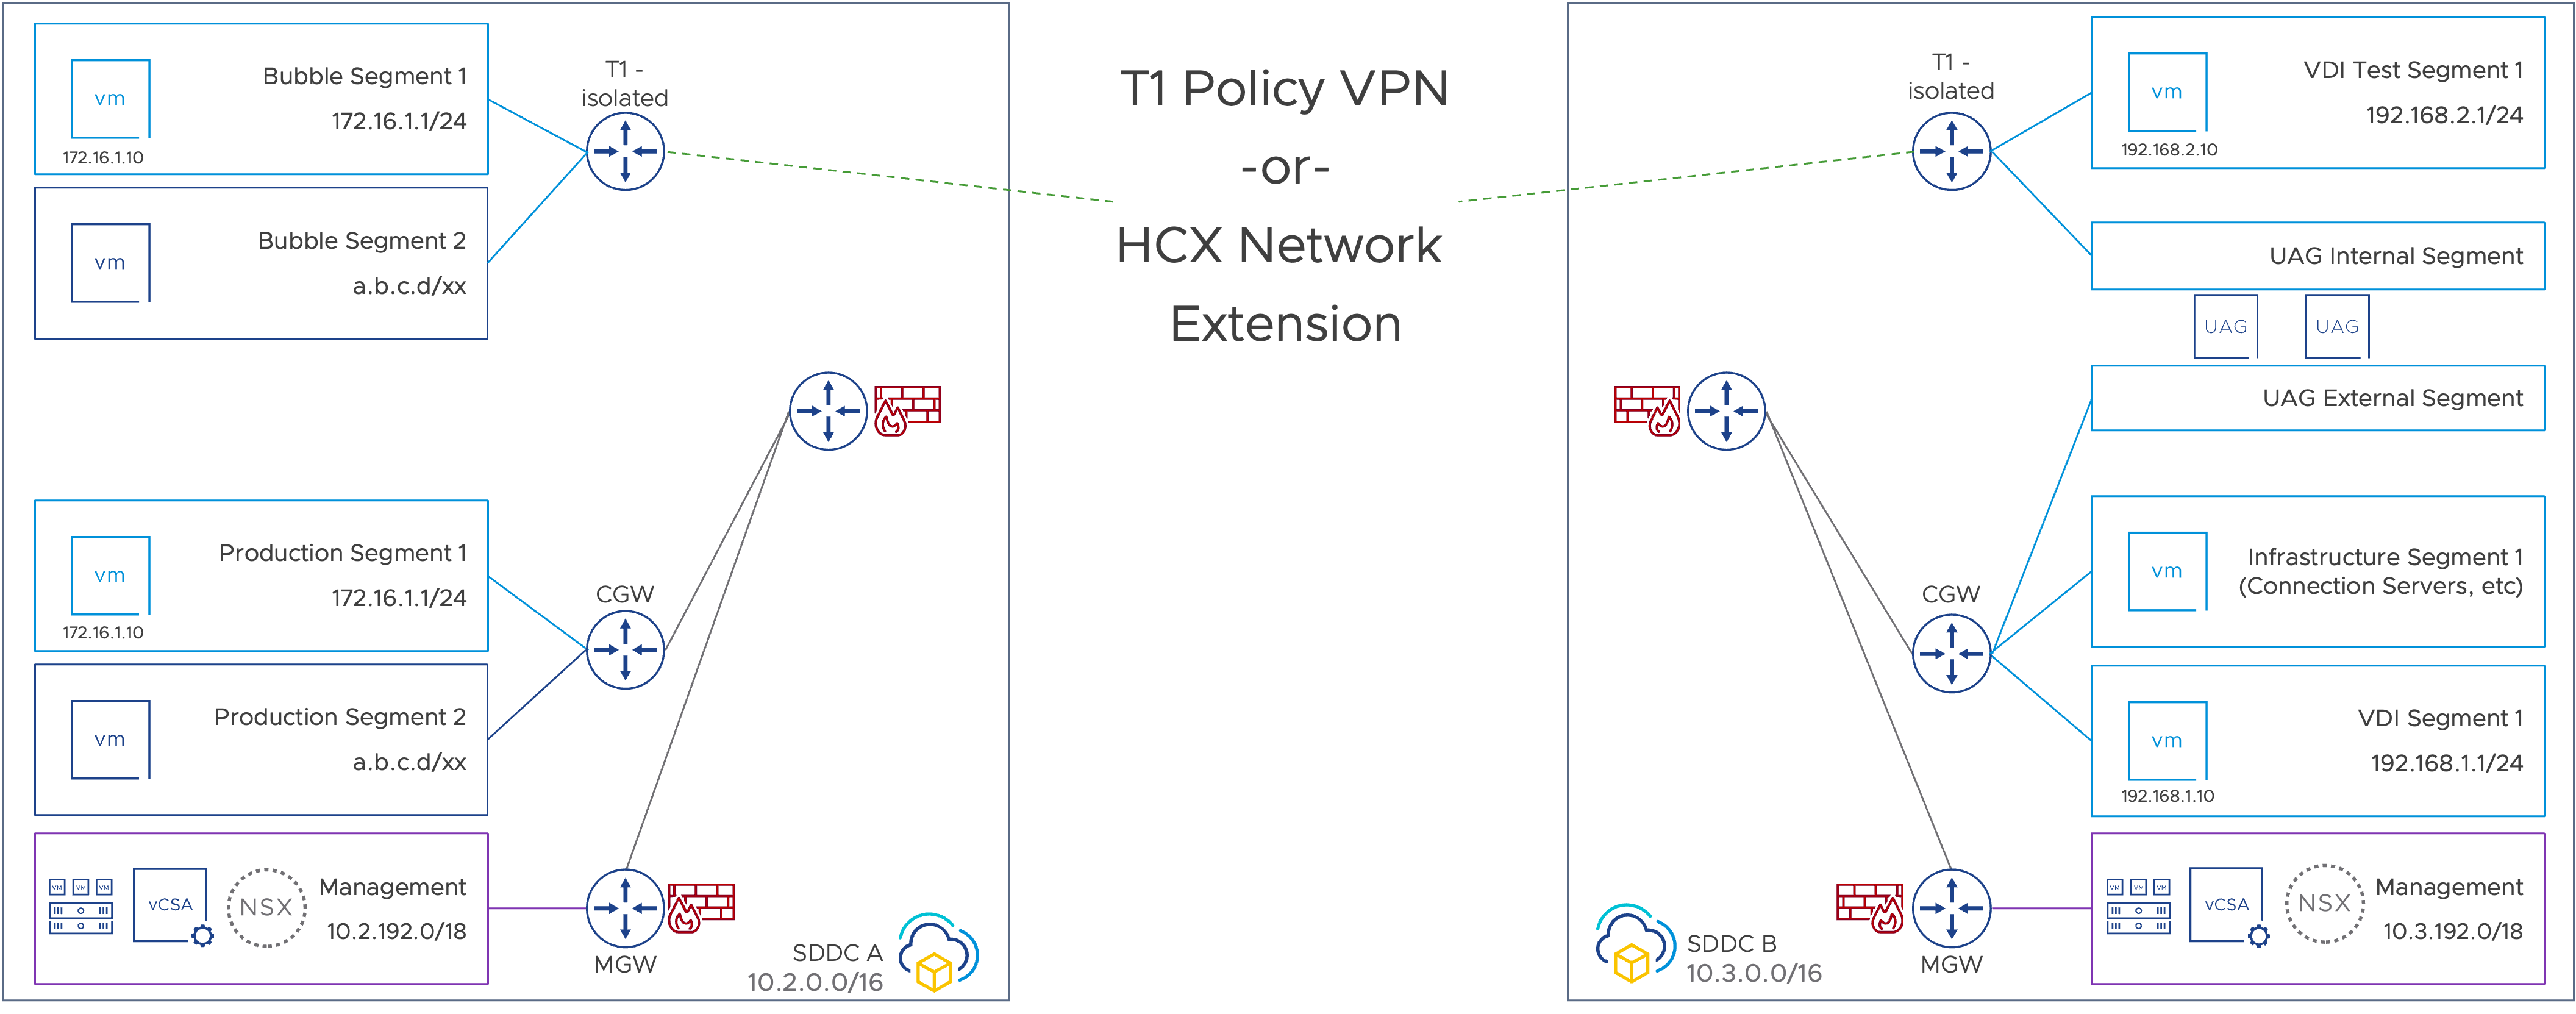 Bubble Segment 1
172.16.1.1/24
vm
172.16.1.10
Bubble Segment 2
a.b.c.d/xx
vm
T1 -
isolated
Production Segment 1
172.16.1.1/24
vm
172.16.1.10
Production Segment 2
a.b.c.d/xx
vm
CGW
VM VM VM
vCSA
NSX
Management
10.2.192.0/18
MGW
SDDC A
10.2.0.0/16
T1 Policy VPN
-or-
HCX Network
Extension
T1 -
isolated
VDI Test Segment 1
192.168.2.1/24
vm
192.168.2.10
UAG Internal Segment
UAG
UAG
UAG External Segment
CGW
Infrastructure Segment 1
(Connection Servers, etc)
vm
VDI Segment 1
192.168.1.1/24
vm
192.168.1.10
SDDC B
10.3.0.0/16
MGW
VM VM VM
vCSA
NSX
Management
10.3.192.0/18